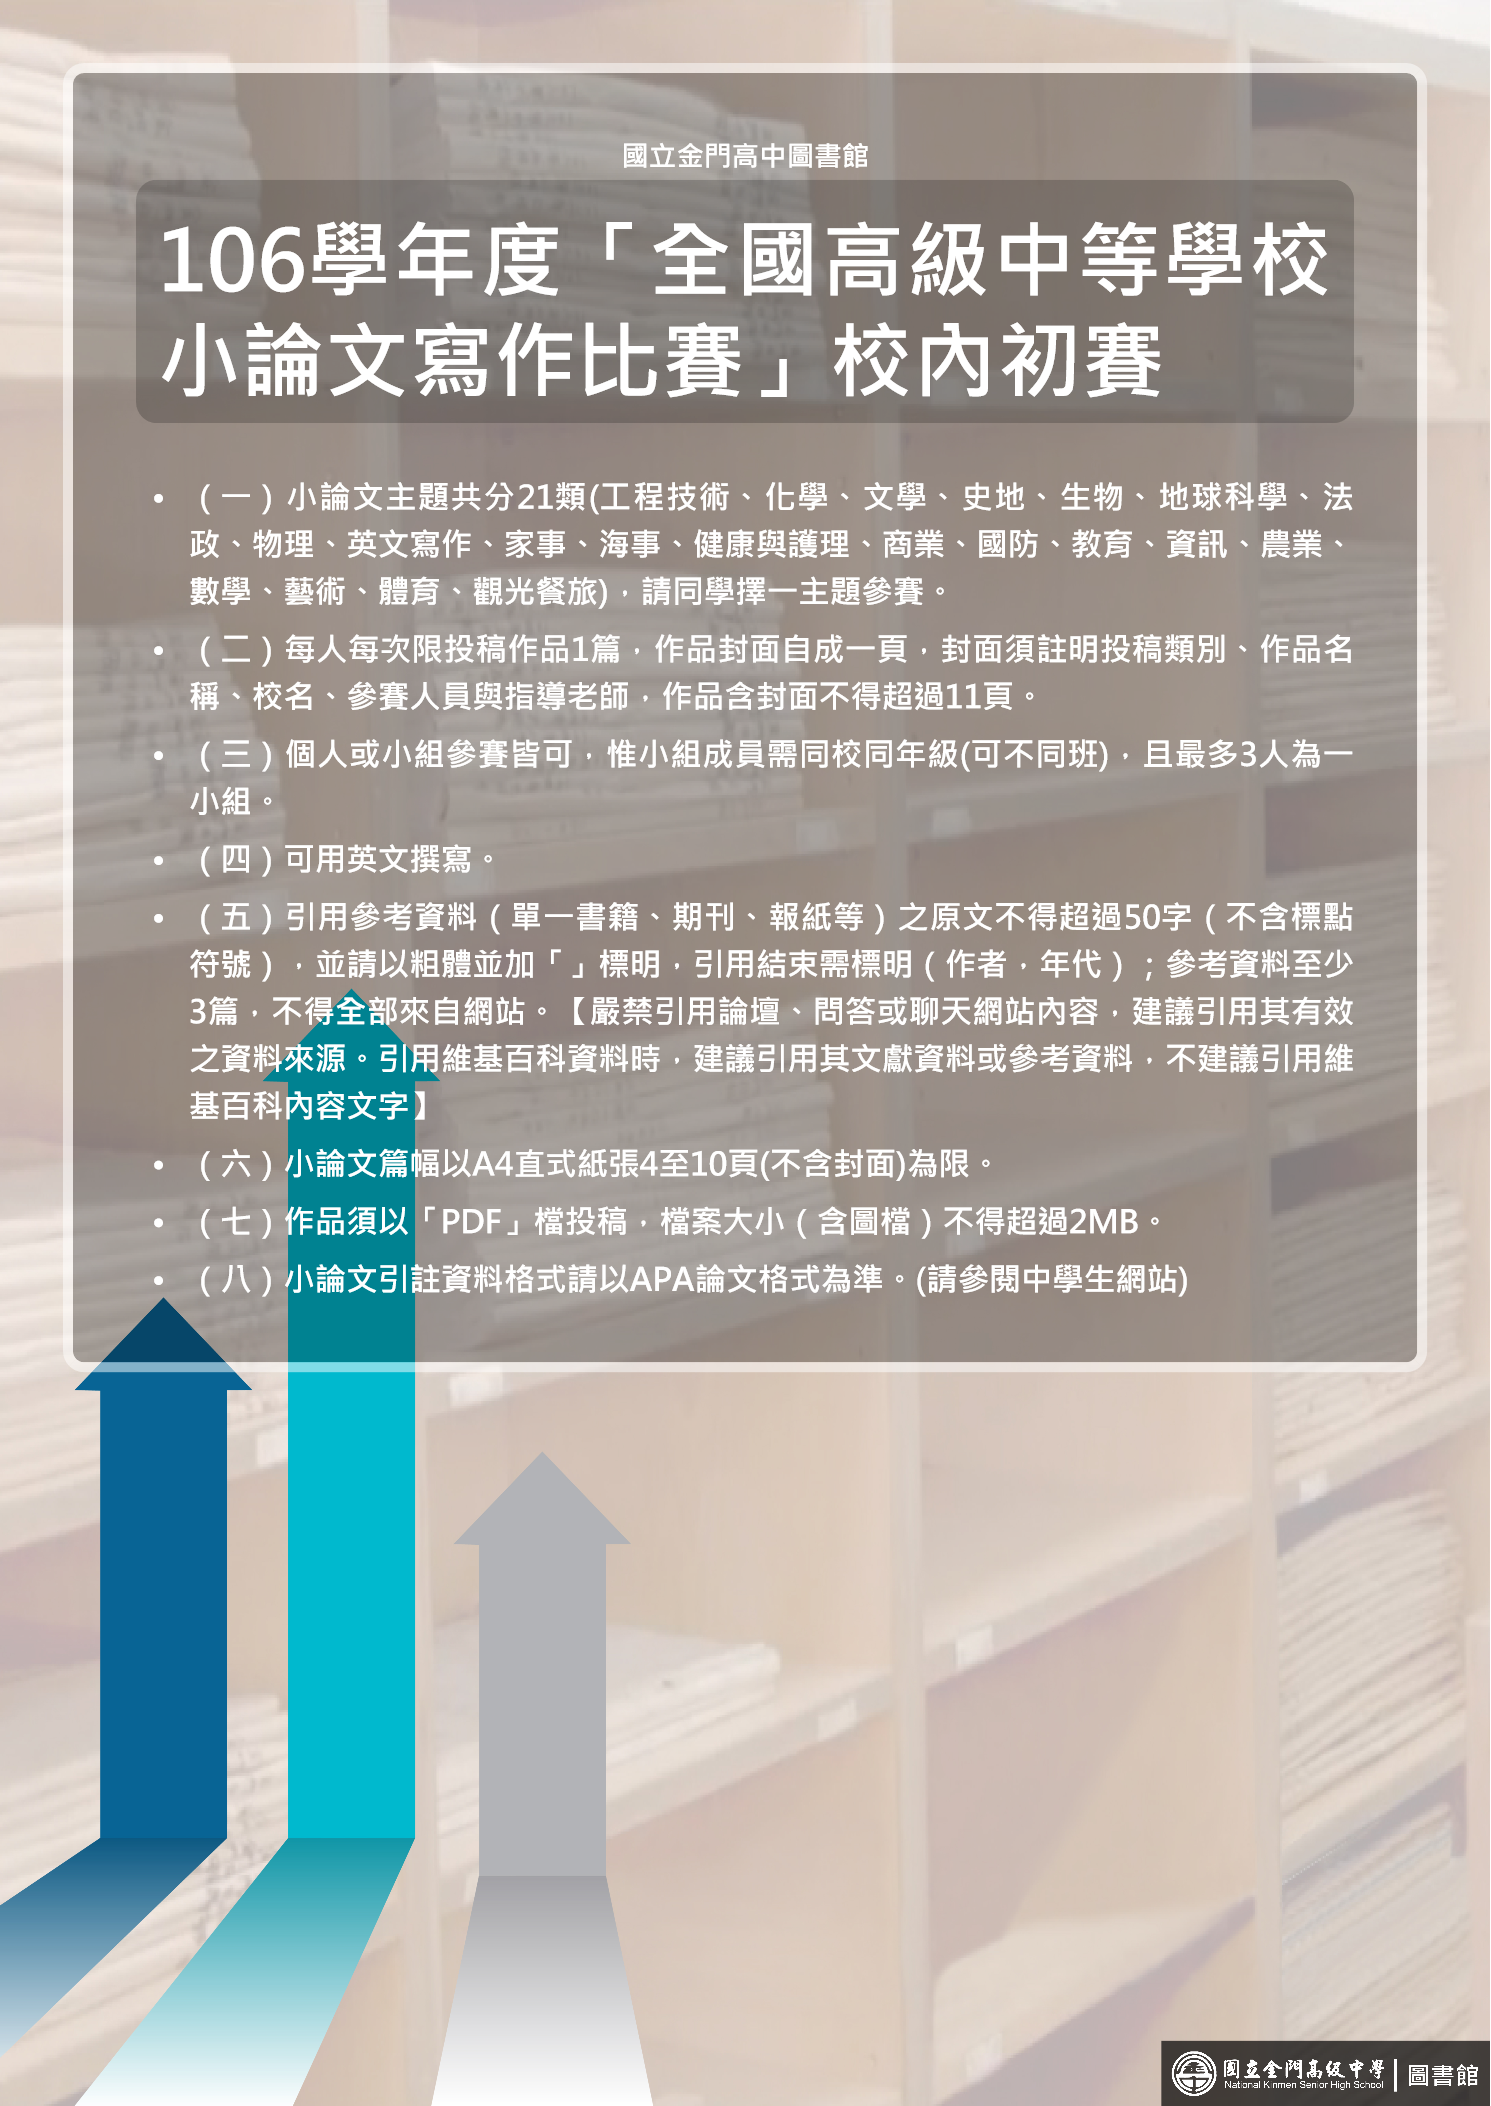 國立金門高中圖書館
106學年度「全國高級中等學校
小論文寫作比賽」校內初賽
• （一）小論文主題共分21類(工程技術、化學、文學、史地、生物、地球科學、法
政、物理、英文寫作、家事、海事、健康與護理、商業、國防、教育、資訊、農業、
數學、藝術、體育、觀光餐旅)，請同學擇一主題參賽。
• （二）每人每次限投稿作品1篇，作品封面自成一頁，封面須註明投稿類別、作品名
稱、校名、參賽人員與指導老師，作品含封面不得超過11頁。
• （三）個人或小組參賽皆可，惟小組成員需同校同年級(可不同班)，且最多3人為一
小組。
• （四）可用英文撰寫。
• （五）引用參考資料（單一書籍、期刊、報紙等）之原文不得超過50字（不含標點
符號），並請以粗體並加「」標明，引用結束需標明（作者，年代）；參考資料至少
3篇，不得全部來自網站。【嚴禁引用論壇、問答或聊天網站內容，建議引用其有效
之資料來源。引用維基百科資料時，建議引用其文獻資料或參考資料，不建議引用維
基百科內容文字】
• （六）小論文篇幅以A4直式紙張4至10頁(不含封面)為限。
• （七）作品須以「PDF」檔投稿，檔案大小（含圖檔）不得超過2MB。
• （八）小論文引註資料格式請以APA論文格式為準。(請參閱中學生網站)
國立金門高級中學
National Kinmen Senior High School
圖書館